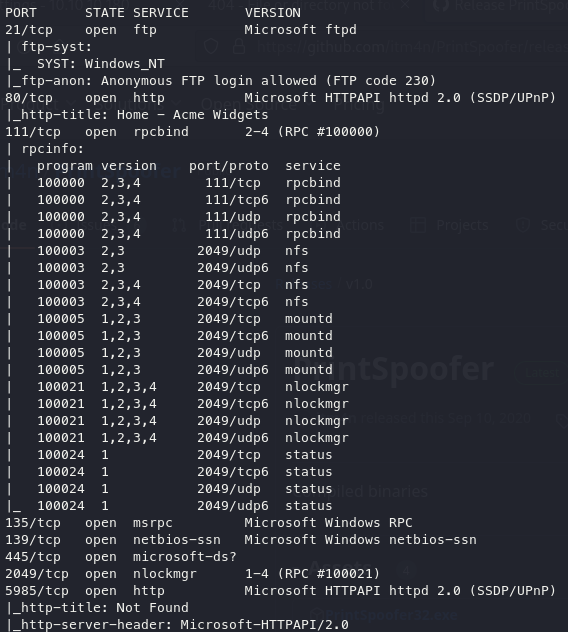 PORT      STATE SERVICE       VERSION
21/tcp    open  ftp           Microsoft ftpd
| ftp-syst:
|_  SYST: Windows_NT
|_ftp-anon: Anonymous FTP login allowed (FTP code 230)
80/tcp    open  http          Microsoft HTTPAPI httpd 2.0 (SSDP/UPnP)
|_http-title: Home - Acme Widgets
111/tcp   open  rpcbind       2-4 (RPC #100000)
| rpcinfo:
|   program version    port/proto  service
|   100000  2,3,4        111/tcp   rpcbind
|   100000  2,3,4        111/tcp6  rpcbind
|   100000  2,3,4        111/udp   rpcbind
|   100000  2,3,4        111/udp6  rpcbind
|   100003  2,3         2049/udp   nfs
|   100003  2,3         2049/udp6  nfs
|   100003  2,3,4       2049/tcp   nfs
|   100003  2,3,4       2049/tcp6  nfs
|   100005  1,2,3       2049/tcp   mountd
|   100005  1,2,3       2049/tcp6  mountd
|   100005  1,2,3       2049/udp   mountd
|   100005  1,2,3       2049/udp6  mountd
|   100021  1,2,3,4     2049/tcp   nlockmgr
|   100021  1,2,3,4     2049/tcp6  nlockmgr
|   100021  1,2,3,4     2049/udp   nlockmgr
|   100021  1,2,3,4     2049/udp6  nlockmgr
|   100024  1           2049/tcp   status
|   100024  1           2049/tcp6  status
|   100024  1           2049/udp   status
|_  100024  1           2049/udp6  status
135/tcp   open  msrpc         Microsoft Windows RPC
139/tcp   open  netbios-ssn   Microsoft Windows netbios-ssn
445/tcp   open  microsoft-ds?
2049/tcp  open  nlockmgr      1-4 (RPC #100021)
5985/tcp  open  http          Microsoft HTTPAPI httpd 2.0 (SSDP/UPnP)
|_http-title: Not Found
|_http-server-header: Microsoft-HTTPAPI/2.0